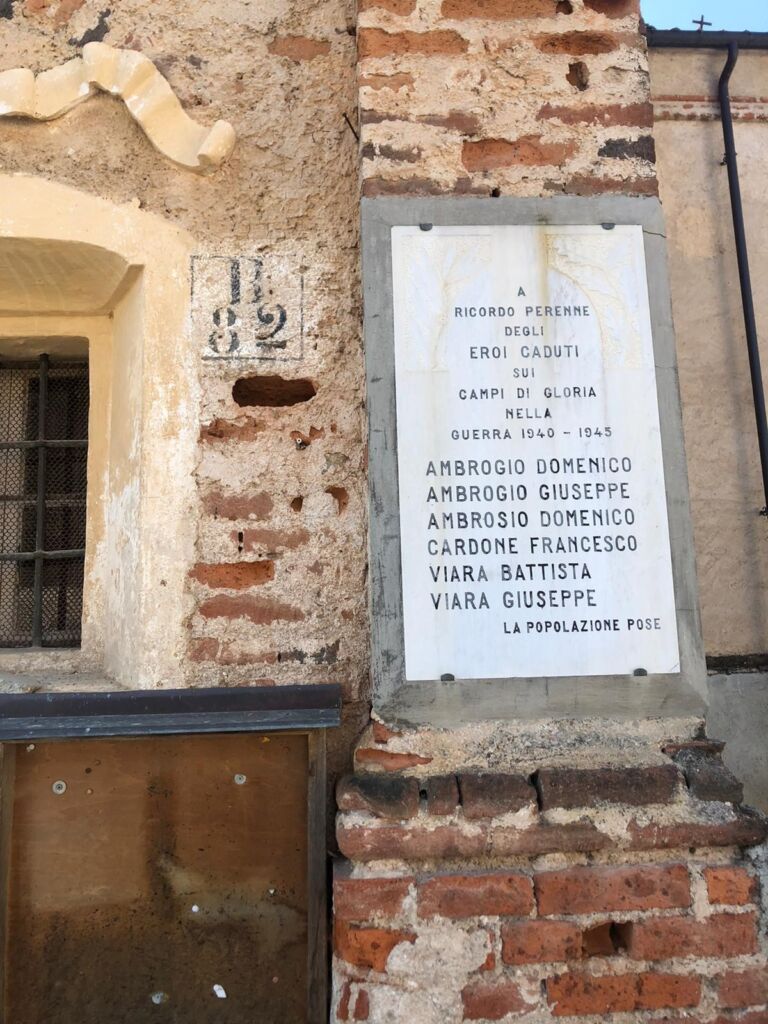 11.
82
A
RICORDO PERENNE
DEGLI
EROI CADUTI
SUI
CAMPI DI GLORIA
NELLA
GUERRA 1940 - 1945
AMBROGIO DOMENICO
AMBROGIO GIUSEPPE
AMBROSIO DOMENICO
CARDONE FRANCESCO
VIARA BATTISTA
VIARA GIUSEPPE
LA POPOLAZIONE POSE